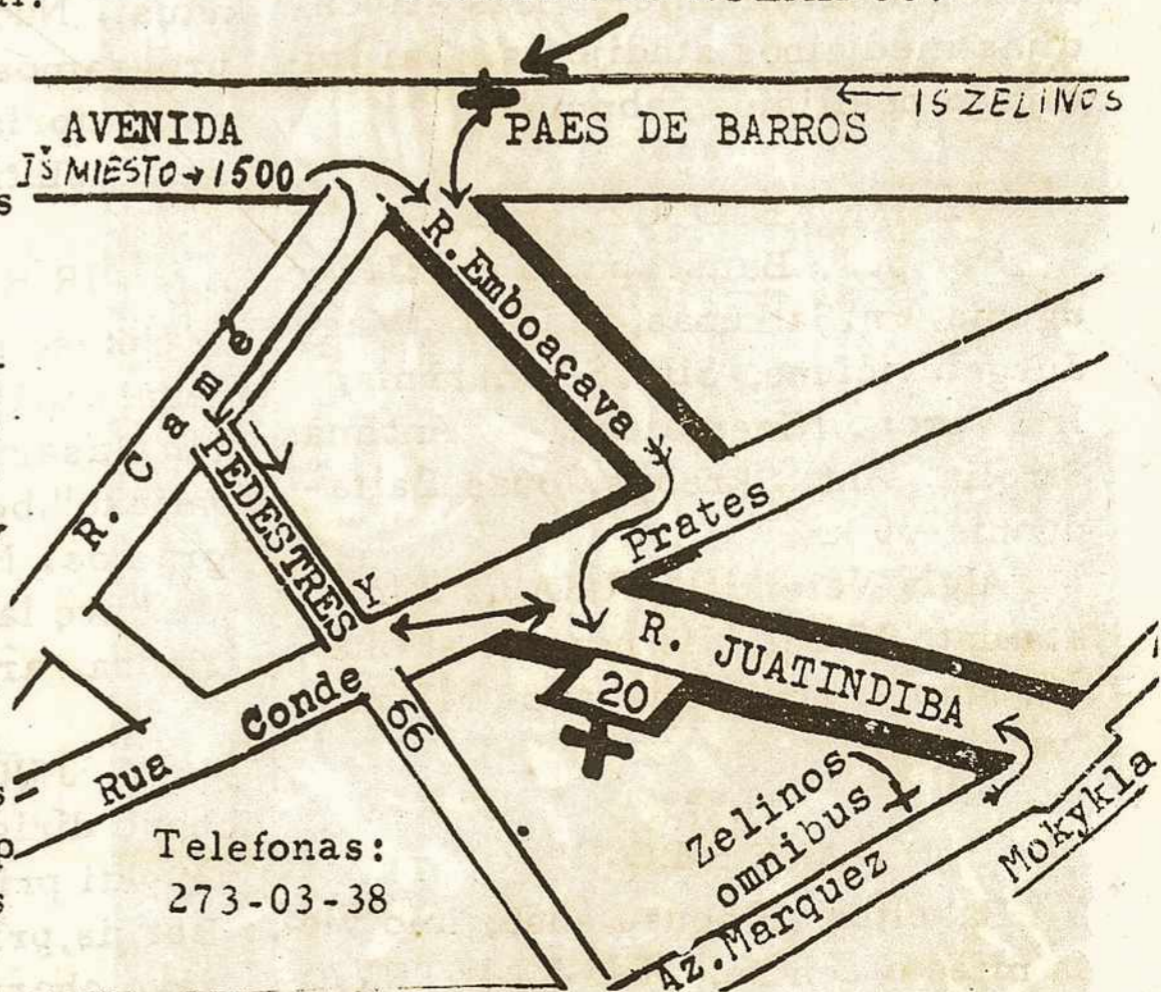 ← IS ZELINOS
AVENIDA PAES DE BARROS
IŠ MIESTO → 1500
R. Emboaçava
R. Came
PEDESTRES
Prates
R. JUATINDIBA
20
Rua Conde
66
Zelinos
omnibus
Telefonas:
273-03-38
Az.Marquez
Mokykla